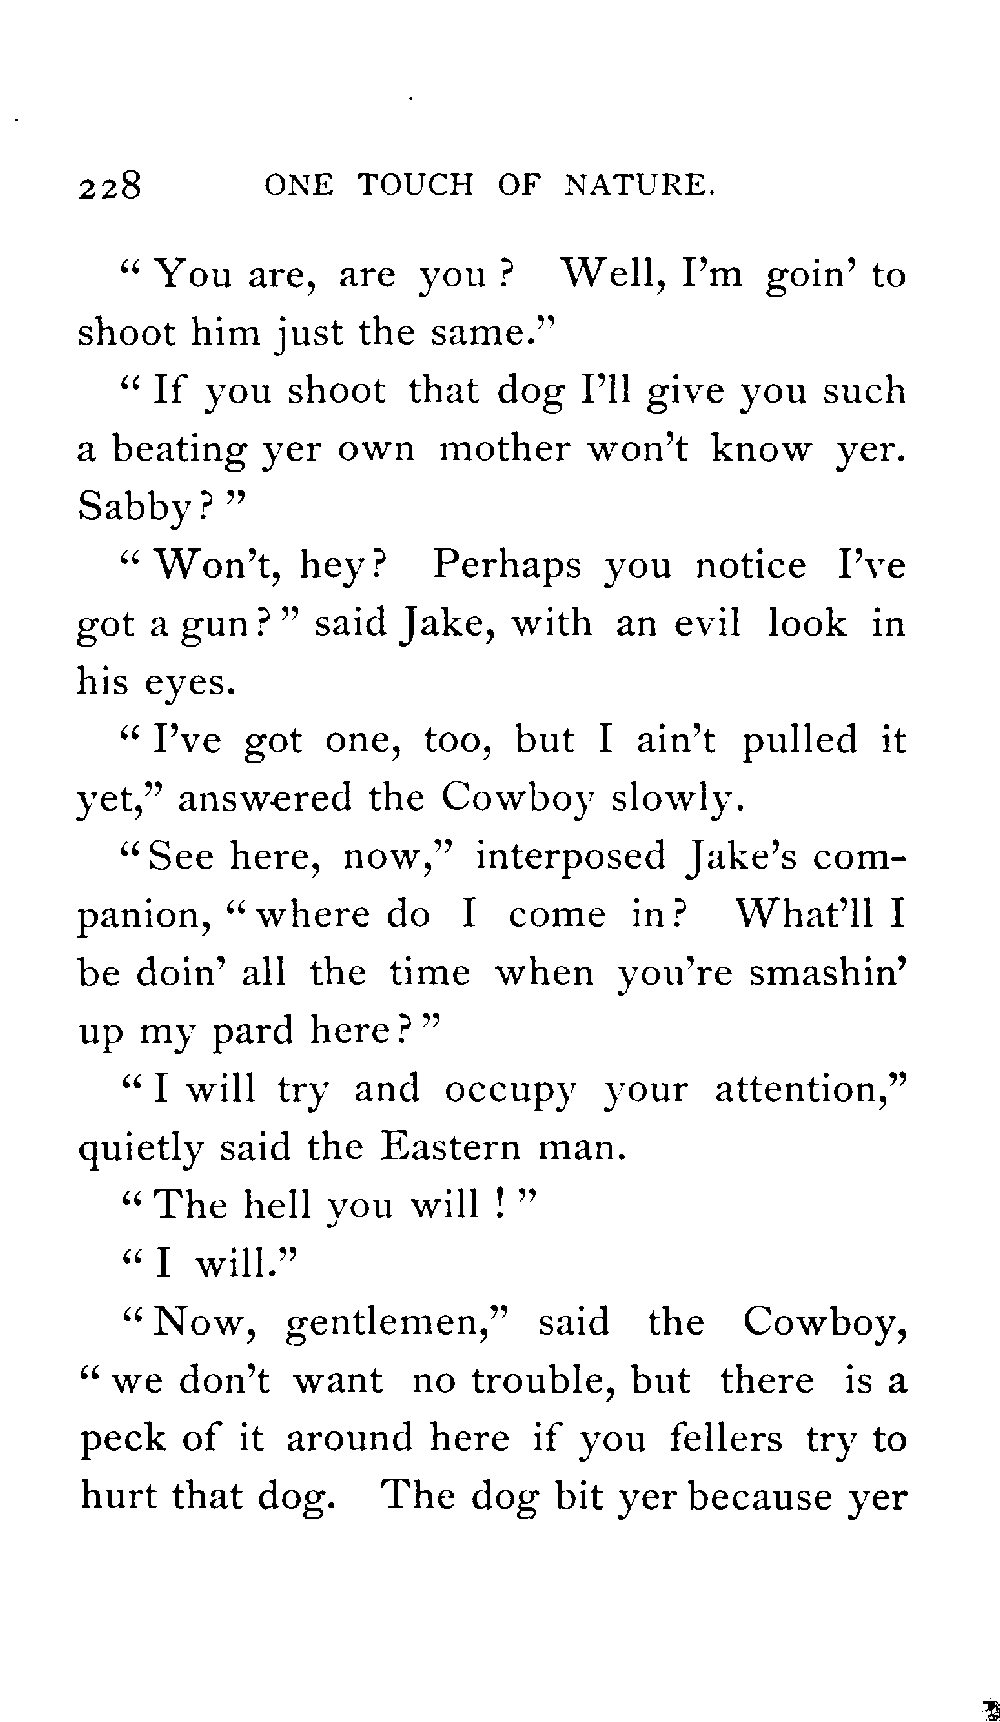 228 ONE TOUCH OF NATURE.
“ You are, are you ? Well, I’m goin’ to
shoot him just the same.”
“ If you shoot that dog I’ll give you such
a beating yer own mother won’t know yer.
Sabby ? ”
“ Won’t, hey ? Perhaps you notice I’ve
got a gun ? ” said Jake, with an evil look in
his eyes.
“ I’ve got one, too, but I ain’t pulled it
yet,” answered the Cowboy slowly.
“ See here, now,” interposed Jake’s com-
panion, “ where do I come in ? What’ll I
be doin’ all the time when you’re smashin’
up my pard here ? ”
“ I will try and occupy your attention,”
quietly said the Eastern man.
“ The hell you will ! ”
“ I will.”
“ Now, gentlemen,” said the Cowboy,
“ we don’t want no trouble, but there is a
peck of it around here if you fellers try to
hurt that dog. The dog bit yer because yer